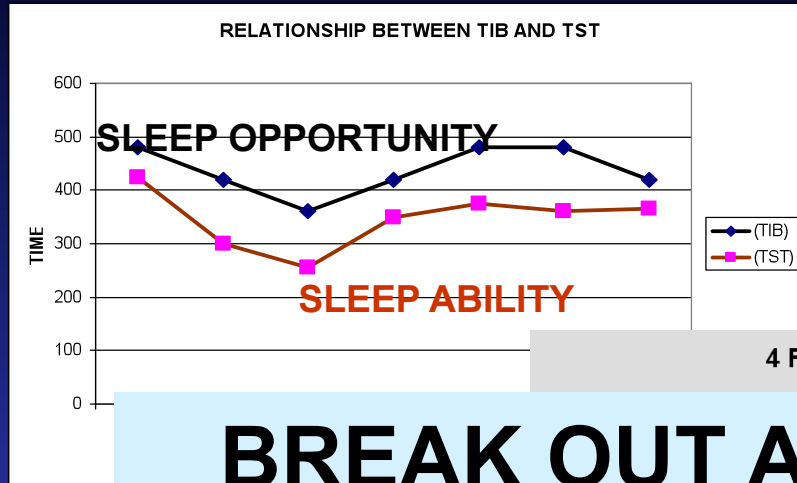 RELATIONSHIP BETWEEN TIB AND TST
600
500
SLEEP OPPORTUNITY
400
300
TIME
(TIB)
(TST)
200
SLEEP ABILITY
100
4
0
BREAK OUT A